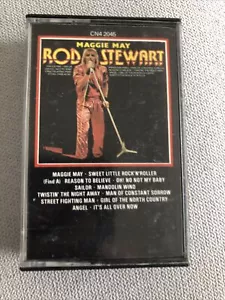 CN4 2045
MAGGIE MAY
ROD STEWART
MAGGIE MAY - SWEET LITTLE ROCK'N'ROLLER
(Find A) REASON TO BELIEVE - OH! NO NOT MY BABY
SAILOR - MANDOLIN WIND
TWISTIN' THE NIGHT AWAY - MAN OF CONSTANT SORROW
STREET FIGHTING MAN - GIRL OF THE NORTH COUNTRY
ANGEL - IT'S ALL OVER NOW